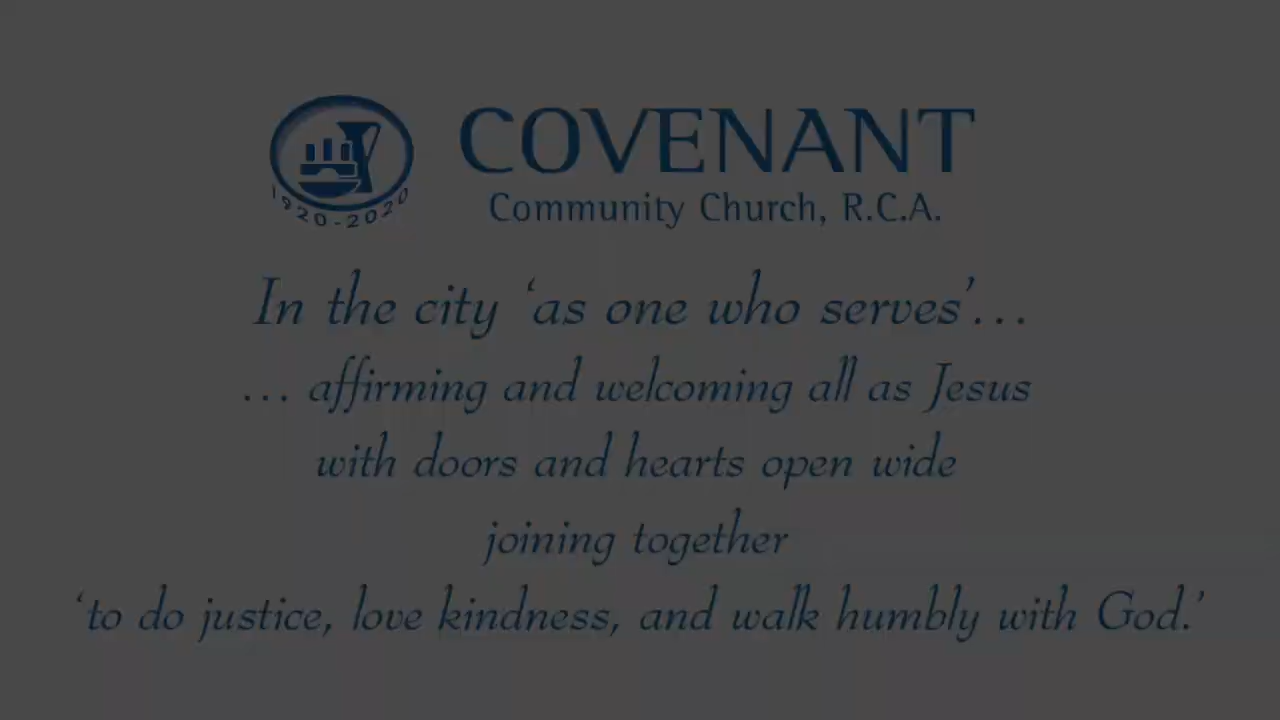 COVENANT
Community Church, R.C.A.
1920-2020
In the city ‘as one who serves’...
... affirming and welcoming all as Jesus
with doors and hearts open wide
joining together
‘to do justice, love kindness, and walk humbly with God.’